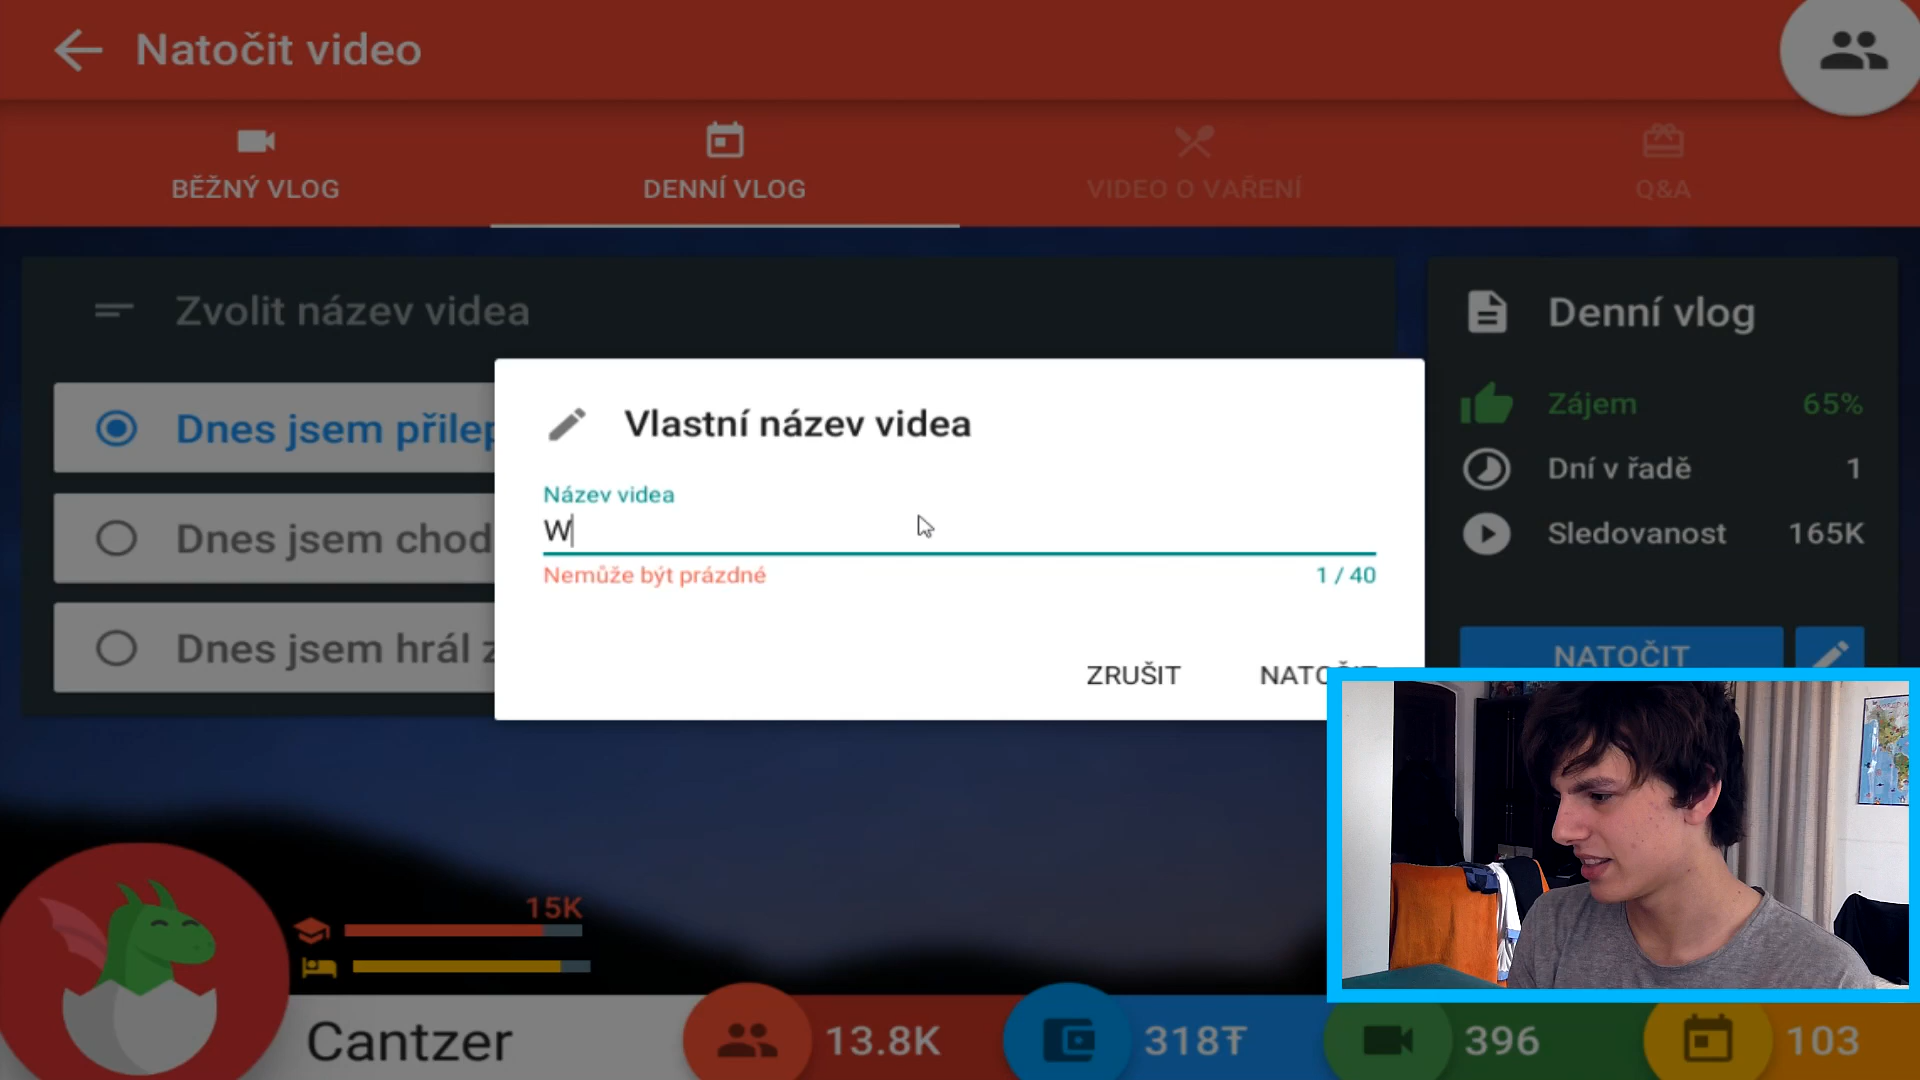 Natočit video
BĚŽNÝ VLOG
DENNÍ VLOG
VIDEO O VAŘENÍ
Q&A
Zvolit název videa
Dnes jsem přilep
Dnes jsem chod
Dnes jsem hrál z
Vlastní název videa
Název videa
W
Nemůže být prázdné
1 / 40
ZRUŠIT
NATOČIT
Denní vlog
Zájem 65%
Dní v řadě 1
Sledovanost 165K
NATOČIT
15K
Cantzer
13.8K
318Ŧ
396
103